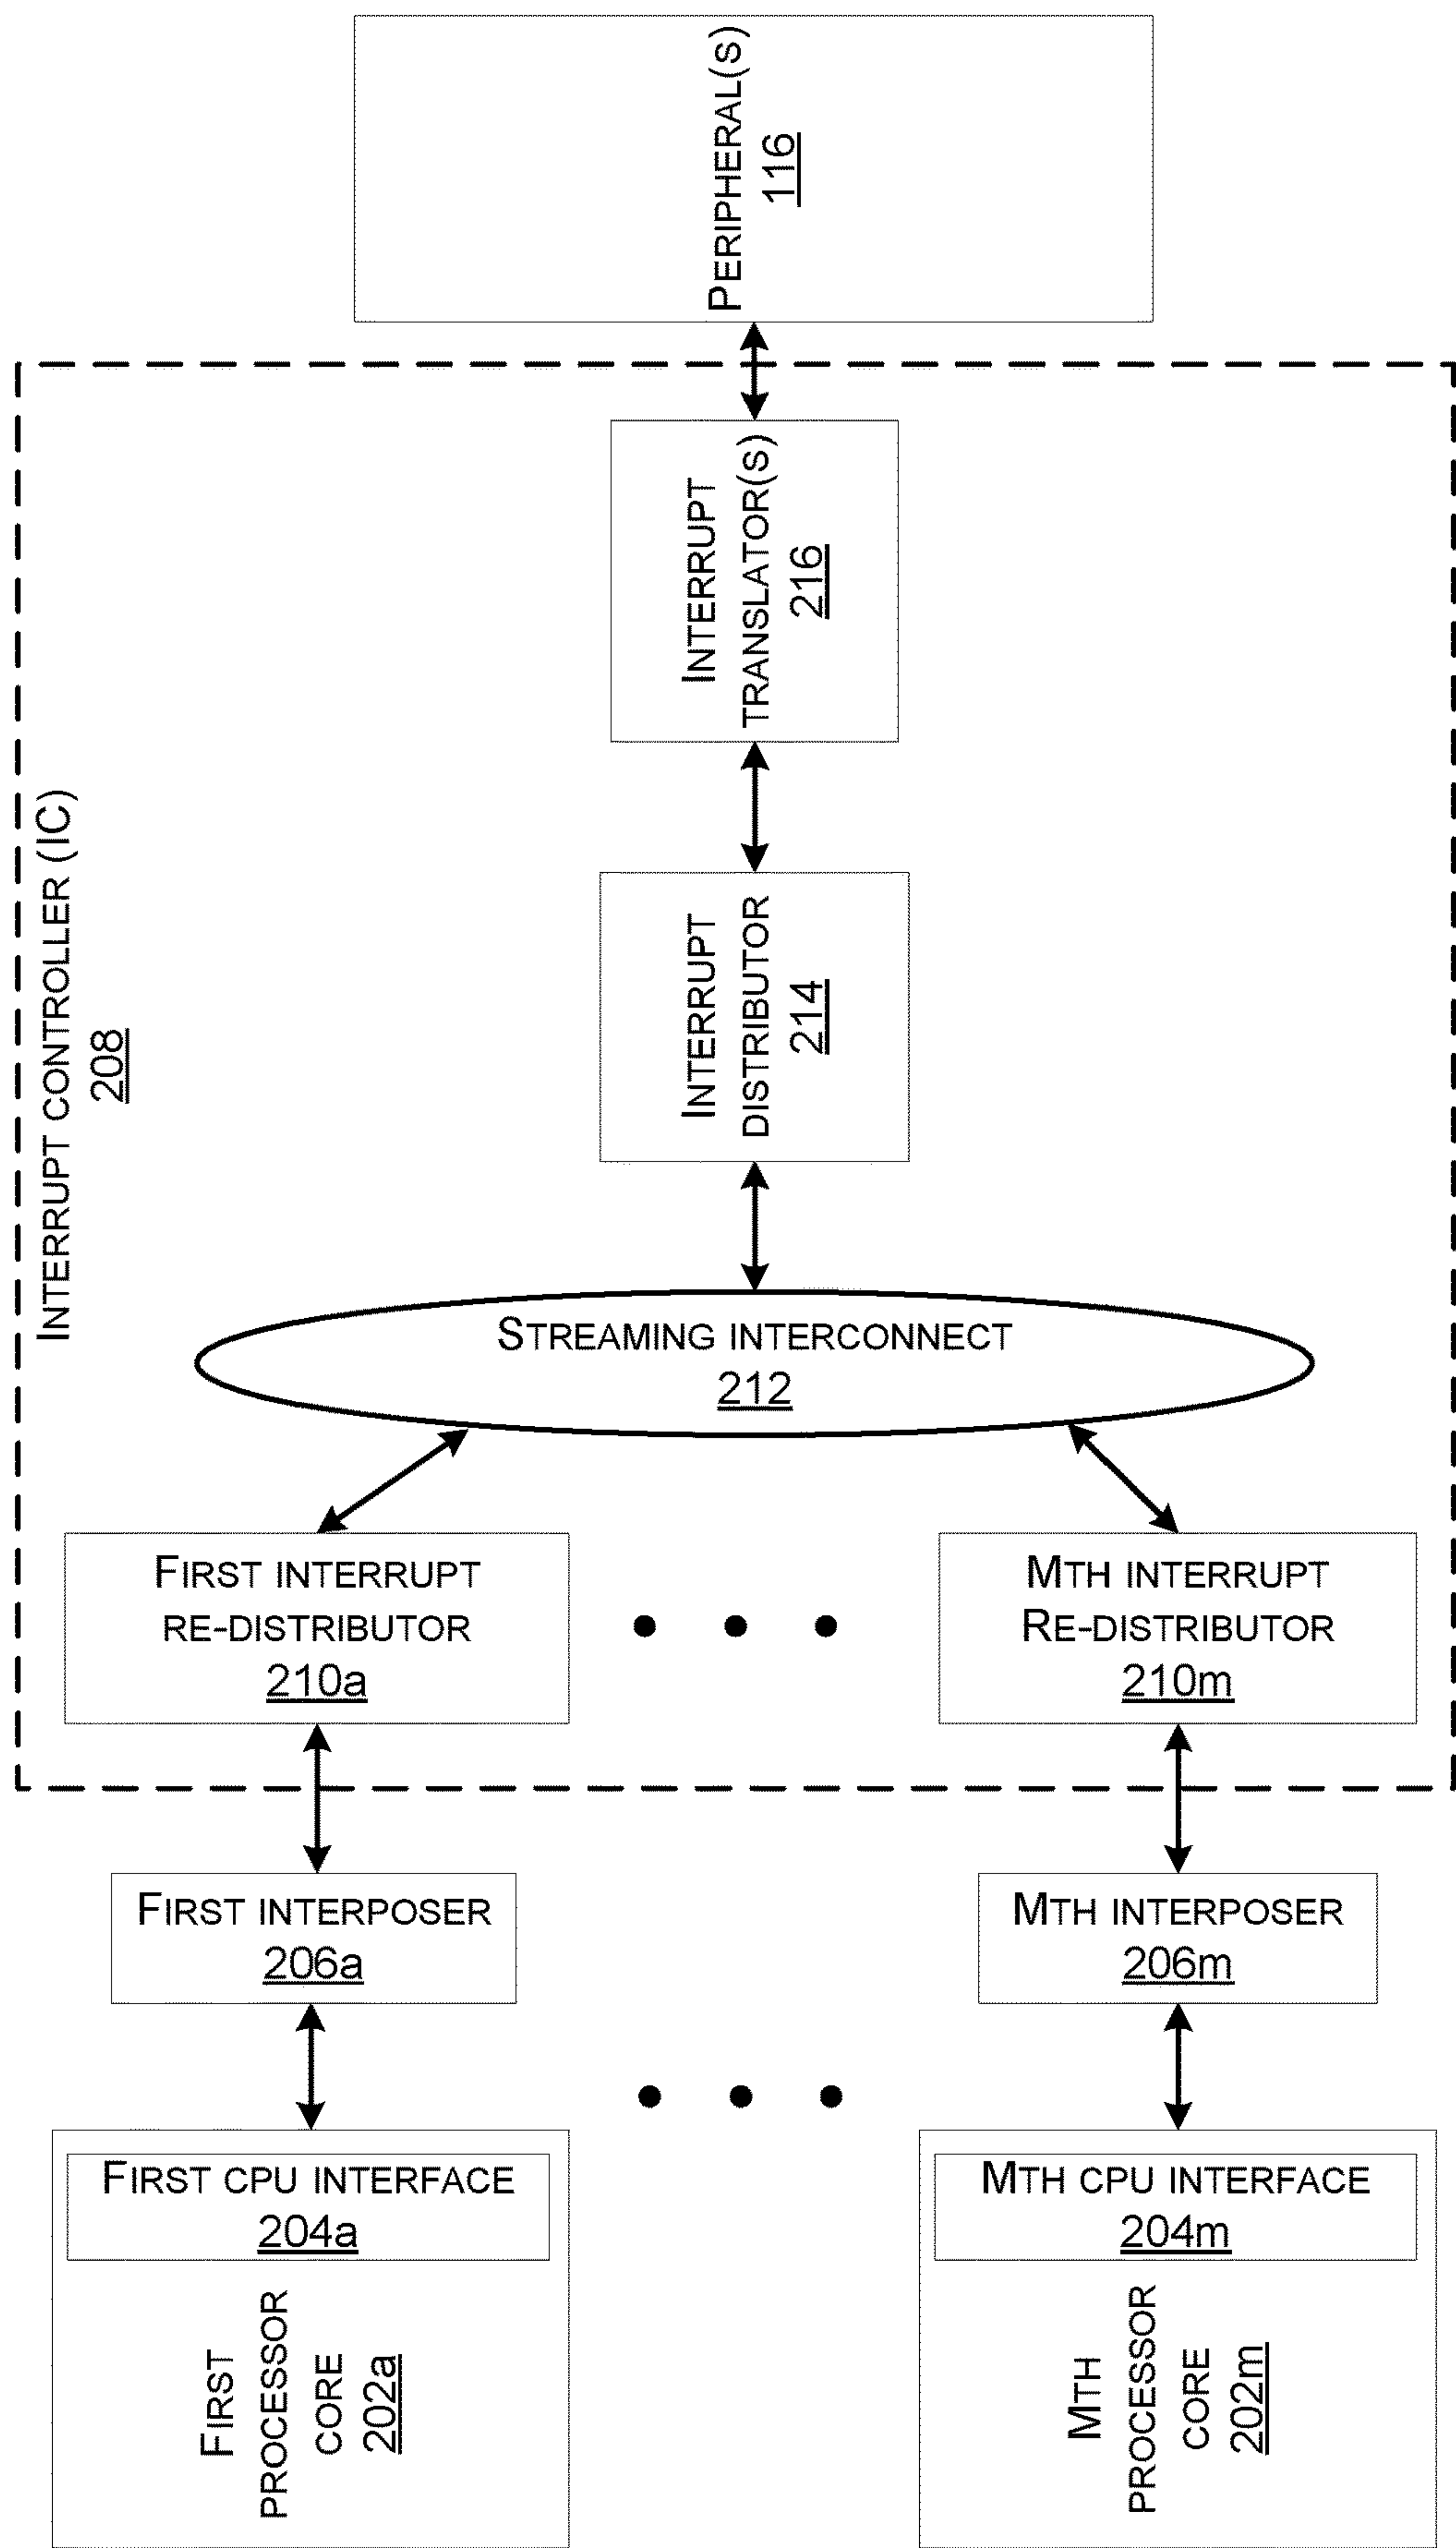 PERIPHERAL(S)
116
INTERRUPT CONTROLLER (IC)
208
INTERRUPT
TRANSLATOR(S)
216
INTERRUPT
DISTRIBUTOR
214
STREAMING INTERCONNECT
212
FIRST INTERRUPT
RE-DISTRIBUTOR
210a
MTH INTERRUPT
RE-DISTRIBUTOR
210m
FIRST INTERPOSER
206a
MTH INTERPOSER
206m
FIRST CPU INTERFACE
204a
MTH CPU INTERFACE
204m
FIRST
PROCESSOR
CORE
202a
MTH
PROCESSOR
CORE
202m